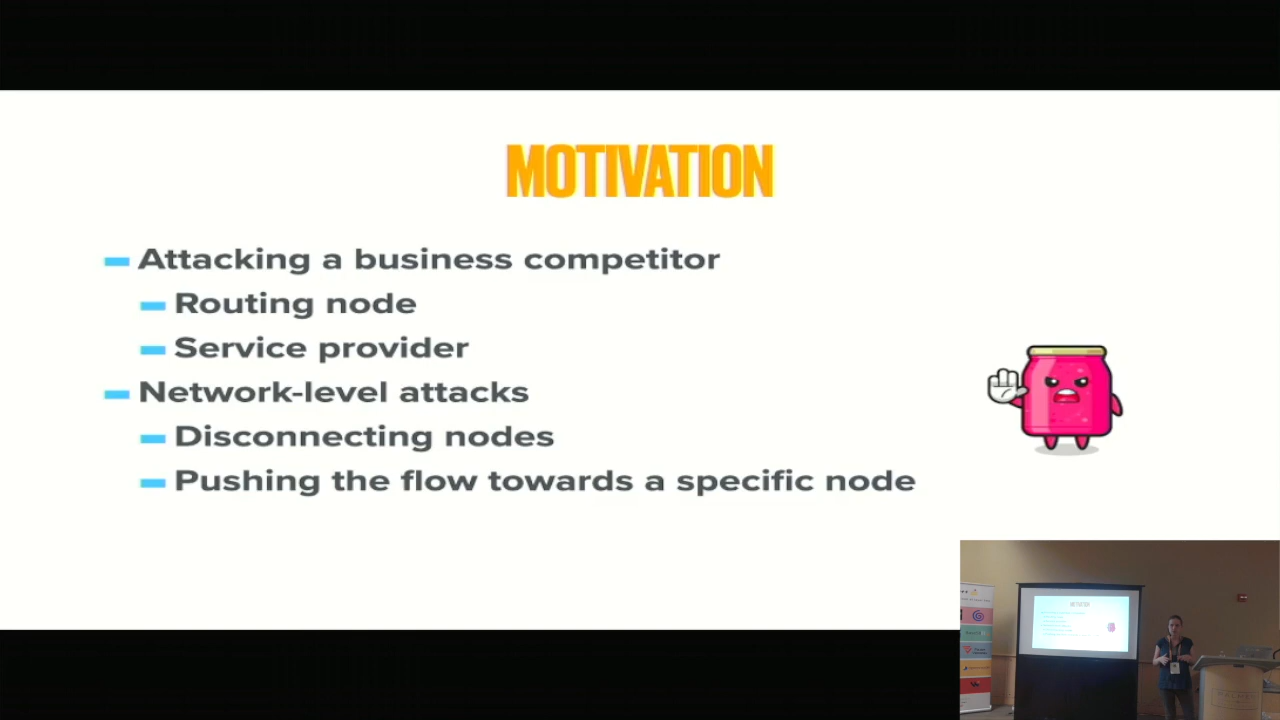 MOTIVATION
Attacking a business competitor
Routing node
Service provider
Network-level attacks
Disconnecting nodes
Pushing the flow towards a specific node